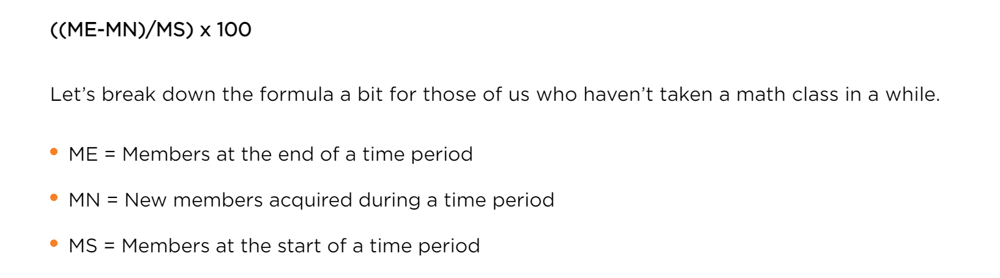 ((ME-MN)/MS) x 100
Let’s break down the formula a bit for those of us who haven’t taken a math class in a while.
• ME = Members at the end of a time period
• MN = New members acquired during a time period
• MS = Members at the start of a time period